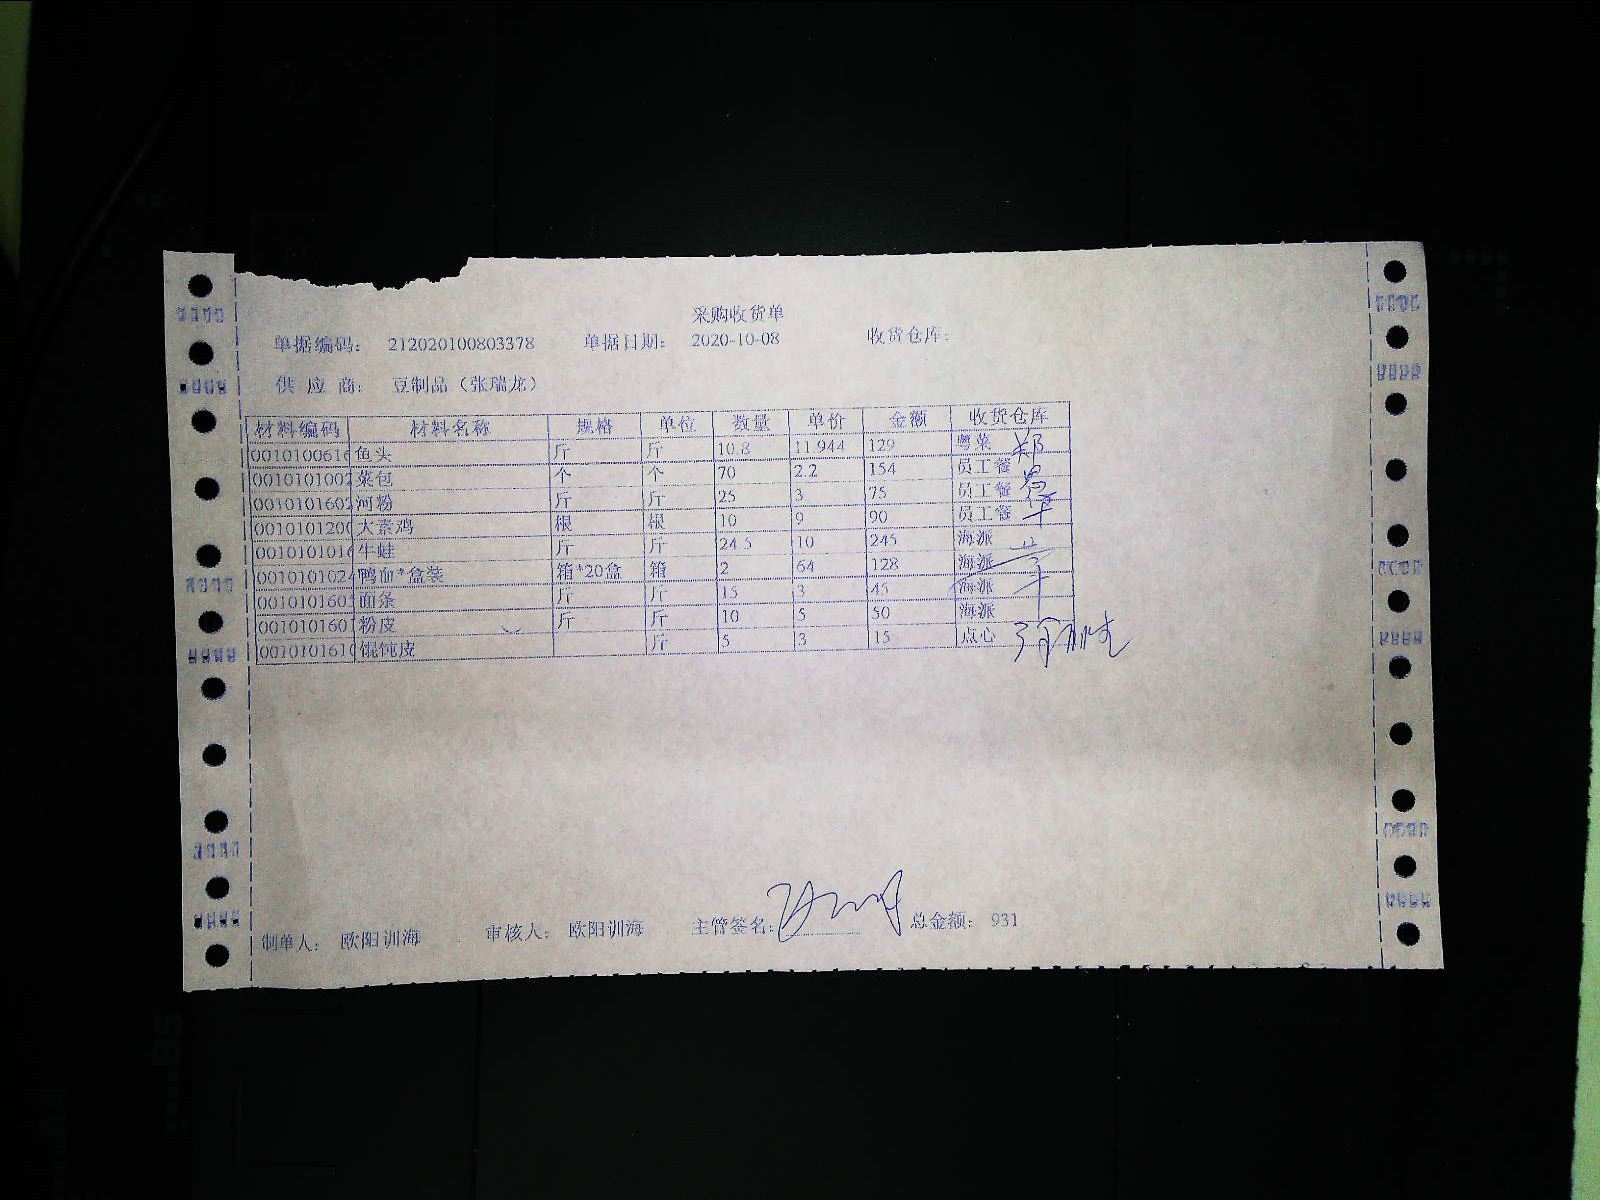 采购收货单
单据编码： 212020100803378 单据日期： 2020-10-08 收货仓库：
供 应 商： 豆制品（张瑞龙）
材料编码 材料名称 规格 单位 数量 单价 金额 收货仓库
0010100616 鱼头 斤 斤 10.8 11.944 129 粤菜
0010101002 菜包 个 个 70 2.2 154 员工餐
0010101602 河粉 斤 斤 25 3 75 员工餐
0010101200 大素鸡 根 根 10 9 90 员工餐
0010101016 牛蛙 斤 斤 24.5 10 245 海派
0010101024 鸭血*盒装 箱*20盒 箱 2 64 128 海派
001010160 面条 斤 斤 15 3 45 海派
0010101601 粉皮 斤 斤 10 5 50 海派
0010101610 馄饨皮 斤 5 3 15 点心
制单人： 欧阳训海 审核人： 欧阳训海 主管签名： 总金额： 931